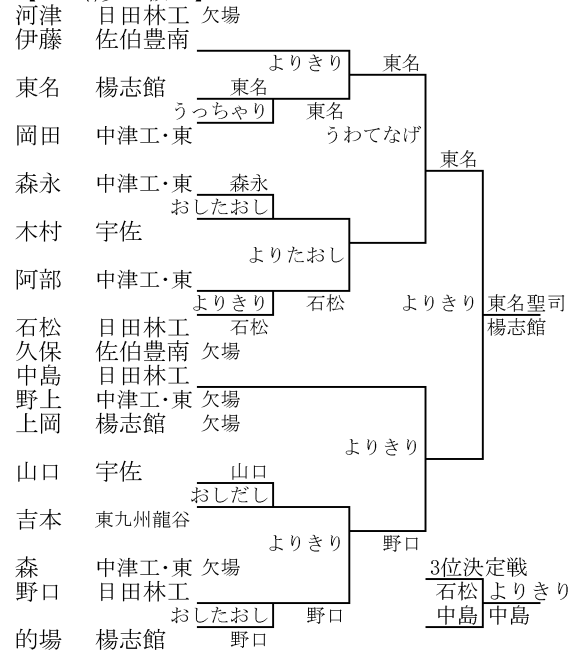 河津 日田林工 欠場
伊藤 佐伯豊南
よりきり 東名
東名 楊志館 東名
うっちゃり 東名
岡田 中津工・東 うわてなげ
東名
森永 中津工・東 森永
おしたおし
木村 宇佐
よりたおし
阿部 中津工・東
よりきり 石松 よりきり 東名聖司
石松 日田林工 石松 楊志館
久保 佐伯豊南 欠場
中島 日田林工
野上 中津工・東 欠場
上岡 楊志館 欠場
よりきり
山口 宇佐 山口
おしだし
吉本 東九州龍谷
よりきり 野口
森 中津工・東 欠場 3位決定戦
野口 日田林工 石松 よりきり
おしたおし 野口 中島 中島
的場 楊志館 野口